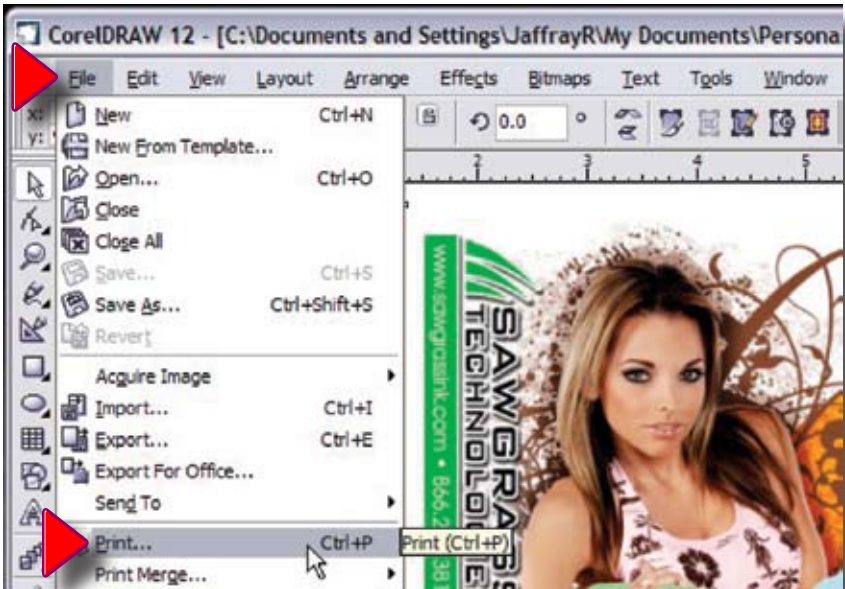 CorelDRAW 12 - [C:\Documents and Settings\JaffrayR\My Documents\Persona
File Edit View Layout Arrange Effects Bitmaps Text Tools Window
x:
y:
0.0 °
2 3 4 5
New Ctrl+N
New From Template...
Open... Ctrl+O
Close
Close All
Save... Ctrl+S
Save As... Ctrl+Shift+S
Revert
Acquire Image
Import... Ctrl+I
Export... Ctrl+E
Export For Office...
Send To
Print... Ctrl+P
Print (Ctrl+P)
Print Merge...
www.sawgrassink.com • 866.2
SAWGRASS
TECHNOLO